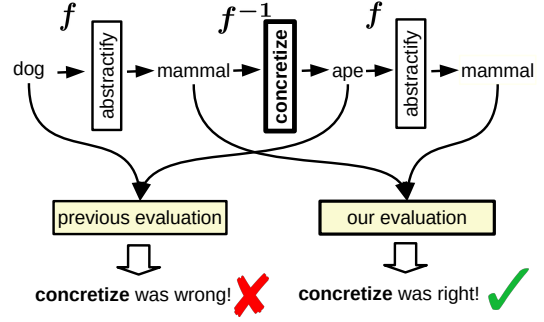 f f⁻¹ f
dog abstractify mammal concretize ape abstractify mammal
previous evaluation our evaluation
concretize was wrong! concretize was right!